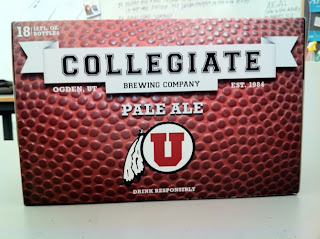 18 12 FL. OZ.
BOTTLES
COLLEGIATE
BREWING COMPANY
OGDEN, UT
EST. 1984
PALE ALE
U
DRINK RESPONSIBLY